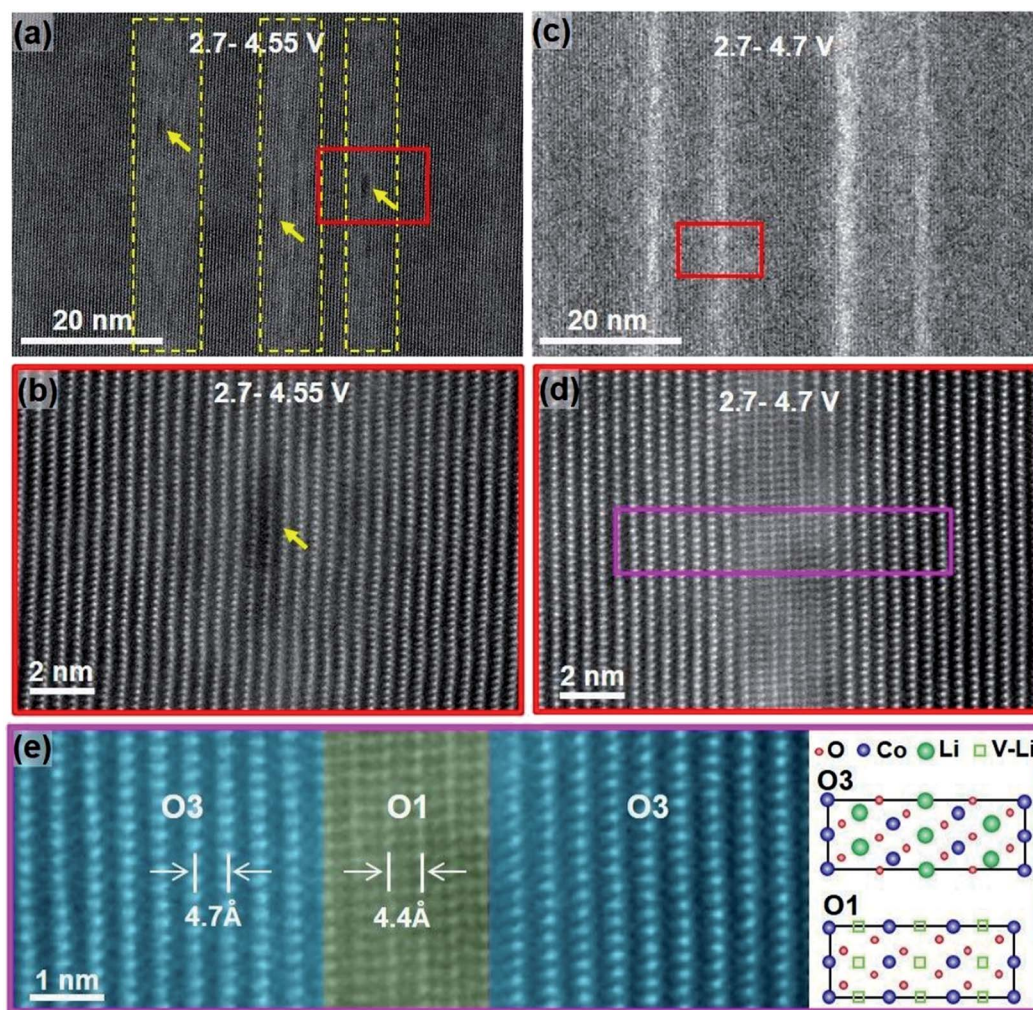 (a)
2.7- 4.55 V
20 nm
(c)
2.7- 4.7 V
20 nm
(b)
2.7- 4.55 V
2 nm
(d)
2.7- 4.7 V
2 nm
(e)
O3
O1
O3
4.7Å
4.4Å
1 nm
O Co Li V-Li
O3
O1